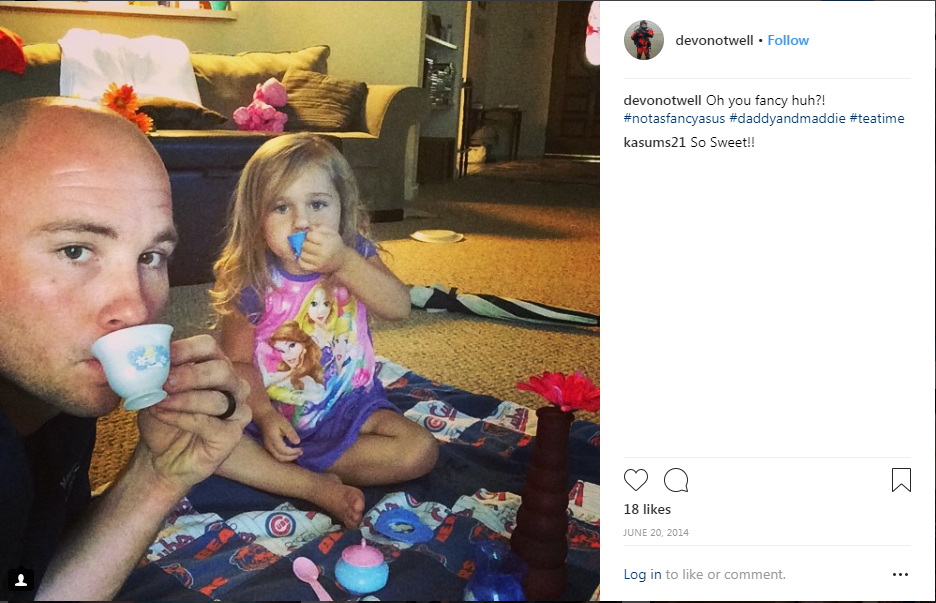 devonotwell • Follow
devonotwell Oh you fancy huh?!
#notasfancyasus #daddyandmaddie #teatime
kasums21 So Sweet!!
18 likes
JUNE 20, 2014
Log in to like or comment.